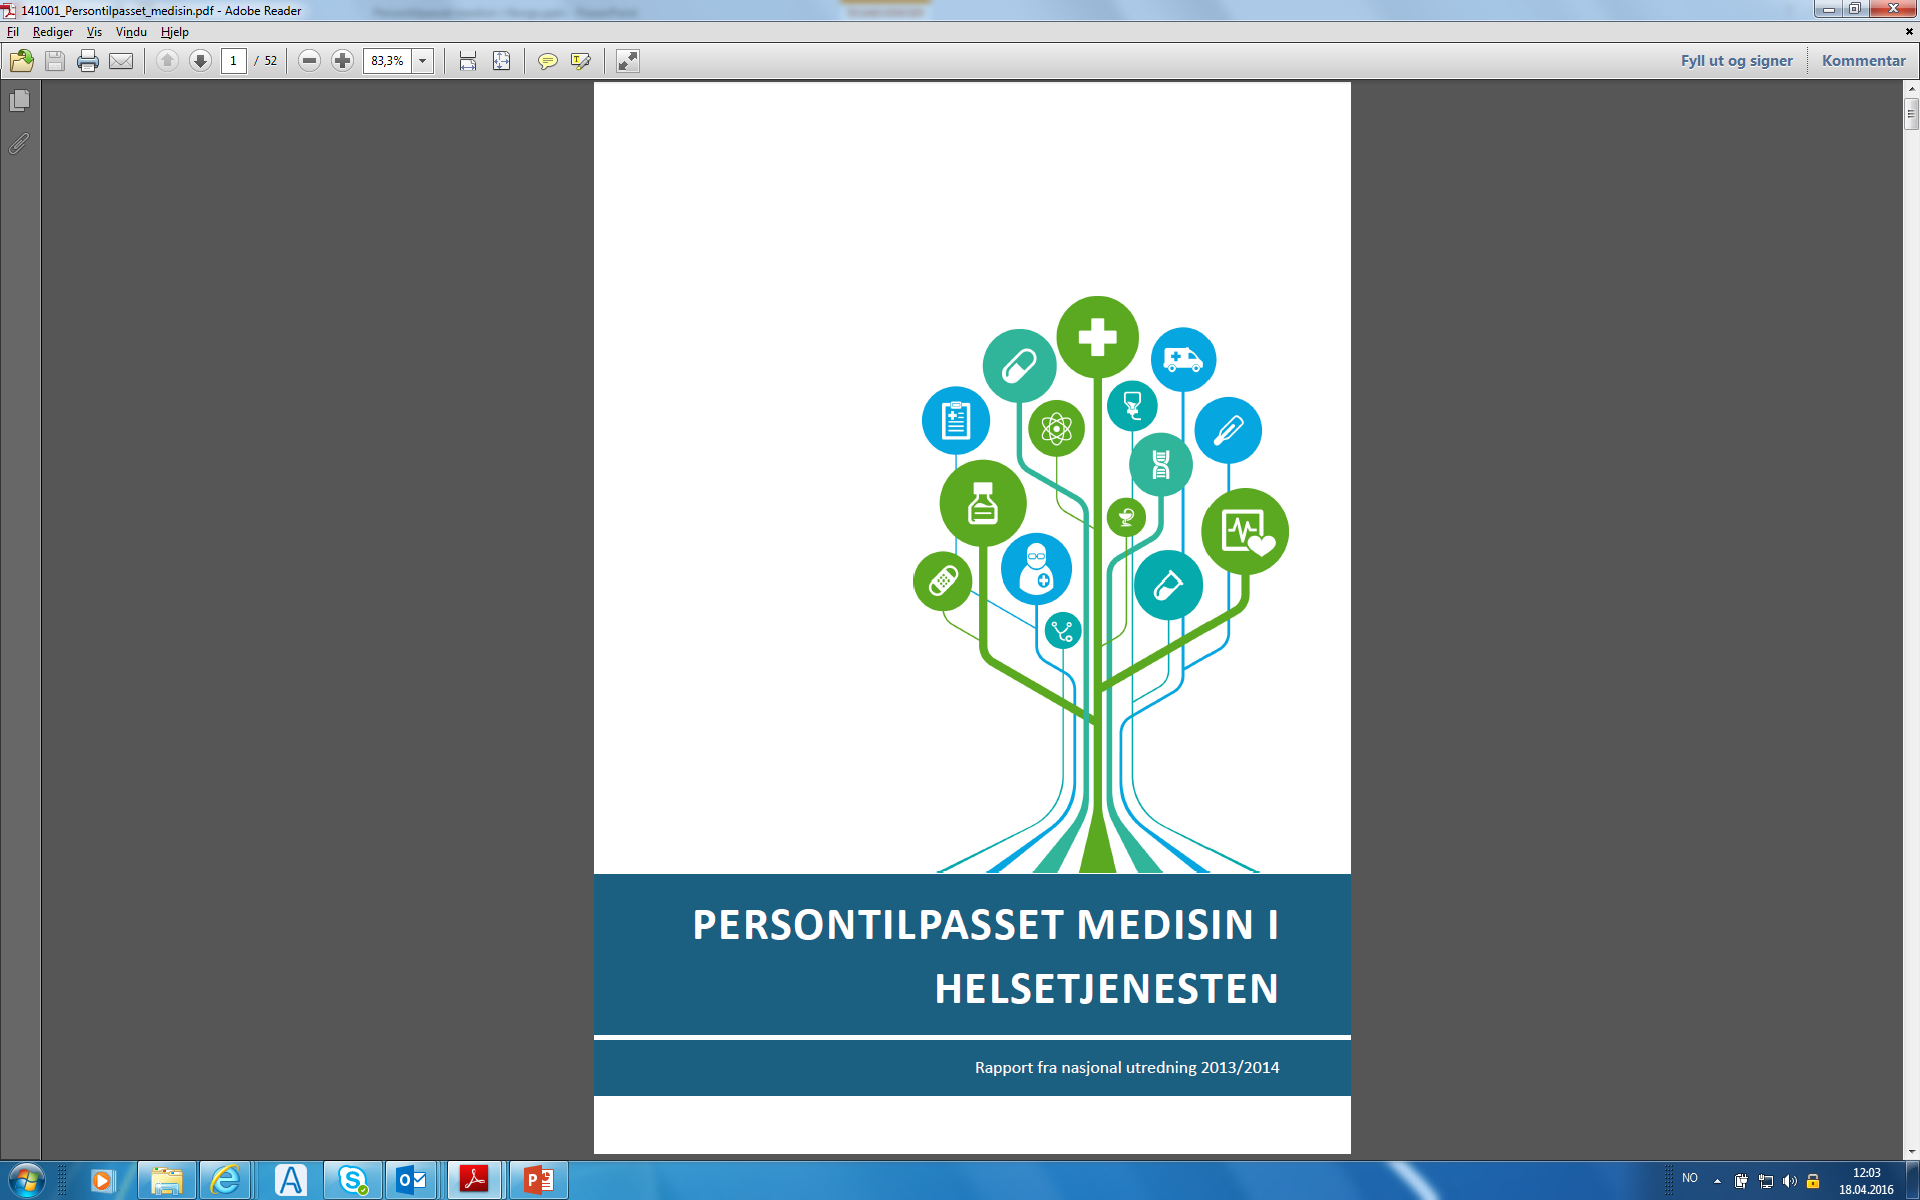 141001_Persontilpasset_medisin.pdf - Adobe Reader
Fil Rediger Vis Vindu Hjelp
1 / 52 83,3% Fyll ut og signer Kommentar
PERSONTILPASSET MEDISIN I
HELSETJENESTEN
Rapport fra nasjonal utredning 2013/2014
NO 12:03
18.04.2016